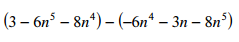 (3 − 6n⁵ − 8n⁴) − (−6n⁴ − 3n − 8n⁵)